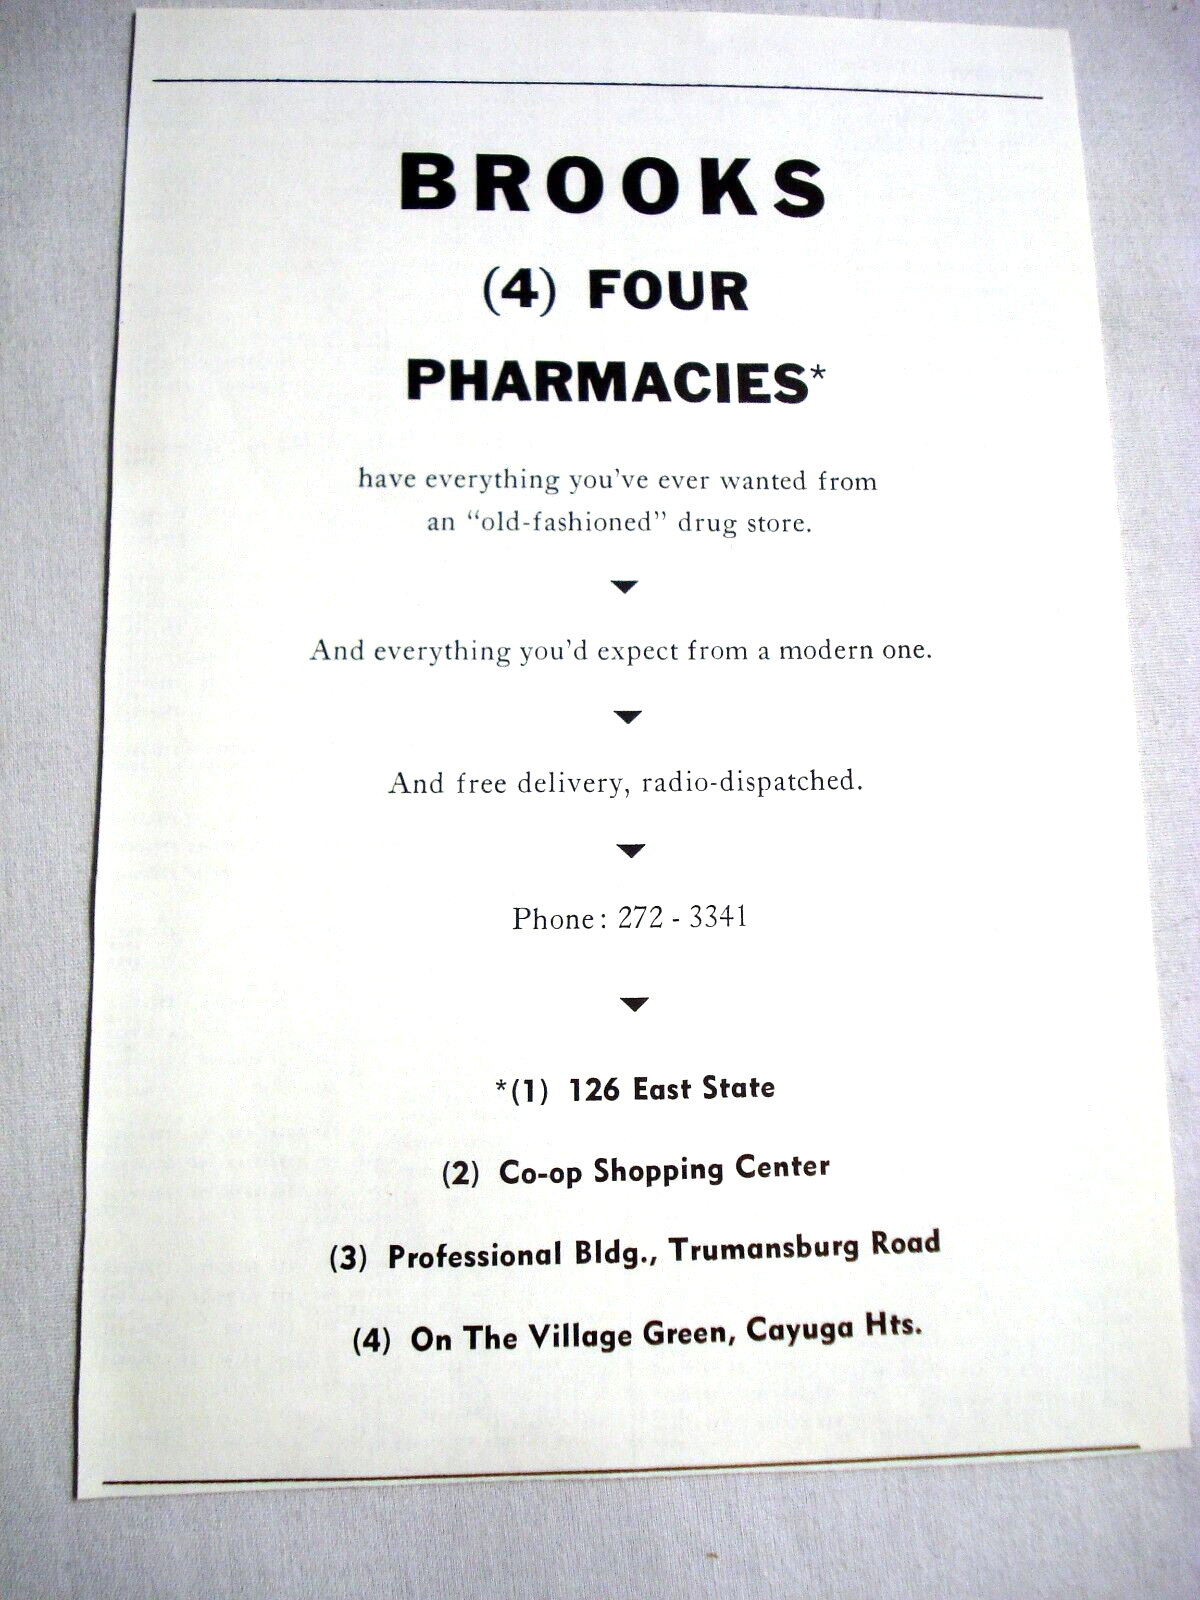 BROOKS
(4) FOUR
PHARMACIES*
have everything you've ever wanted from
an “old-fashioned” drug store.
And everything you'd expect from a modern one.
And free delivery, radio-dispatched.
Phone: 272 - 3341
*(1) 126 East State
(2) Co-op Shopping Center
(3) Professional Bldg., Trumansburg Road
(4) On The Village Green, Cayuga Hts.